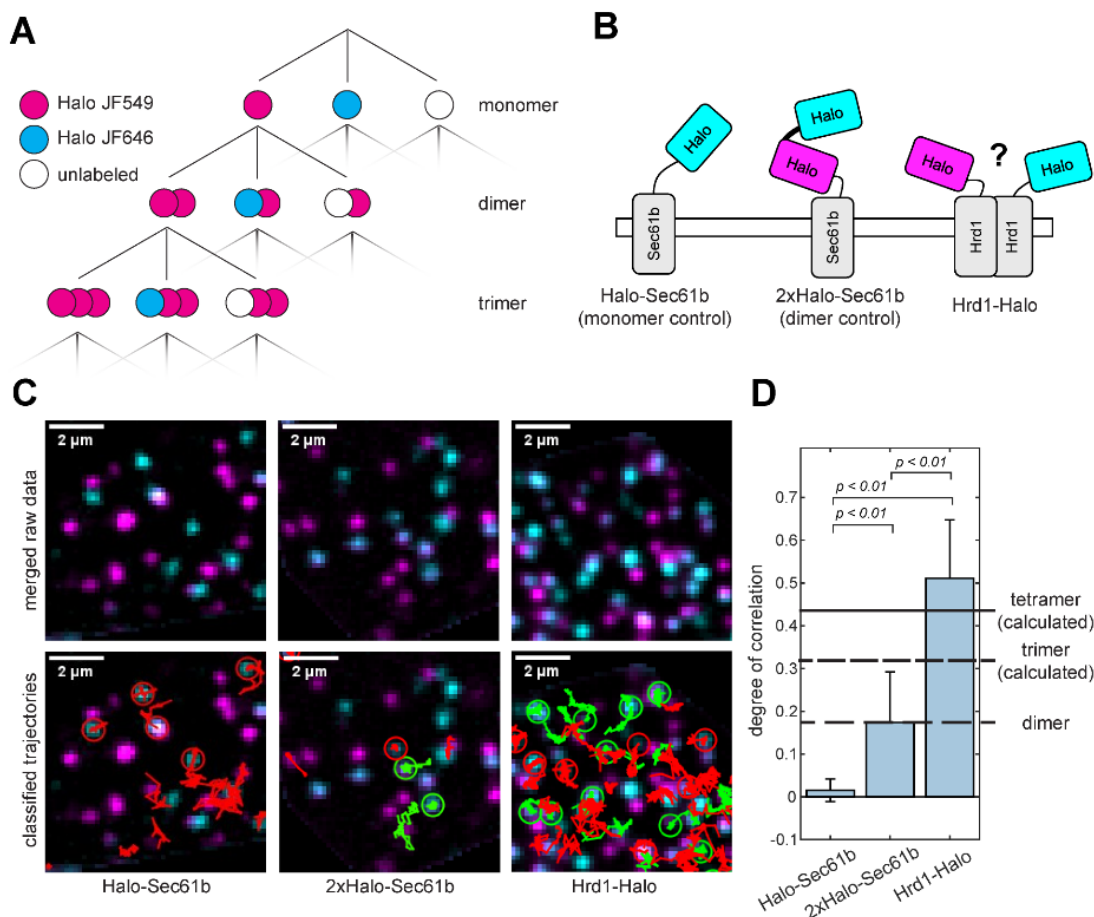 A
Halo JF549
Halo JF646
unlabeled
monomer
dimer
trimer
B
Halo
Sec61b
Halo-Sec61b
(monomer control)
Halo
Halo
Sec61b
2xHalo-Sec61b
(dimer control)
Halo
?
Halo
Hrd1
Hrd1
Hrd1-Halo
C
merged raw data
2 µm
2 µm
2 µm
classified trajectories
2 µm
2 µm
2 µm
Halo-Sec61b
2xHalo-Sec61b
Hrd1-Halo
D
degree of correlation
0.7
0.6
0.5
0.4
0.3
0.2
0.1
0
-0.1
p < 0.01
p < 0.01
p < 0.01
tetramer
(calculated)
trimer
(calculated)
dimer
Halo-Sec61b
2xHalo-Sec61b
Hrd1-Halo